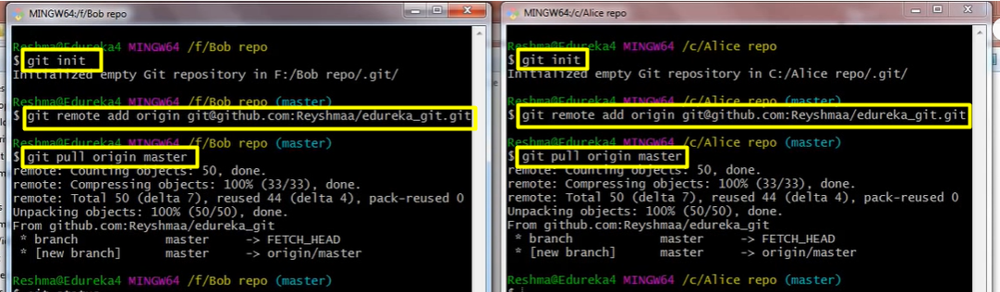 MINGW64:/f/Bob repo
Reshma@Edureka4 MINGW64 /f/Bob repo
$ git init
Initialized empty Git repository in F:/Bob repo/.git/
Reshma@Edureka4 MINGW64 /f/Bob repo (master)
$ git remote add origin git@github.com:Reyshmaa/edureka_git.git
Reshma@Edureka4 MINGW64 /f/Bob repo (master)
$ git pull origin master
remote: Counting objects: 50, done.
remote: Compressing objects: 100% (33/33), done.
remote: Total 50 (delta 7), reused 44 (delta 4), pack-reused 0
Unpacking objects: 100% (50/50), done.
From github.com:Reyshmaa/edureka_git
* branch master -> FETCH_HEAD
* [new branch] master -> origin/master
Reshma@Edureka4 MINGW64 /f/Bob repo (master)
MINGW64:/c/Alice repo
Reshma@Edureka4 MINGW64 /c/Alice repo
$ git init
Initialized empty Git repository in C:/Alice repo/.git/
Reshma@Edureka4 MINGW64 /c/Alice repo (master)
$ git remote add origin git@github.com:Reyshmaa/edureka_git.git
Reshma@Edureka4 MINGW64 /c/Alice repo (master)
$ git pull origin master
remote: Counting objects: 50, done.
remote: Compressing objects: 100% (33/33), done.
remote: Total 50 (delta 7), reused 44 (delta 4), pack-reused 0
Unpacking objects: 100% (50/50), done.
From github.com:Reyshmaa/edureka_git
* branch master -> FETCH_HEAD
* [new branch] master -> origin/master
Reshma@Edureka4 MINGW64 /c/Alice repo (master)
$